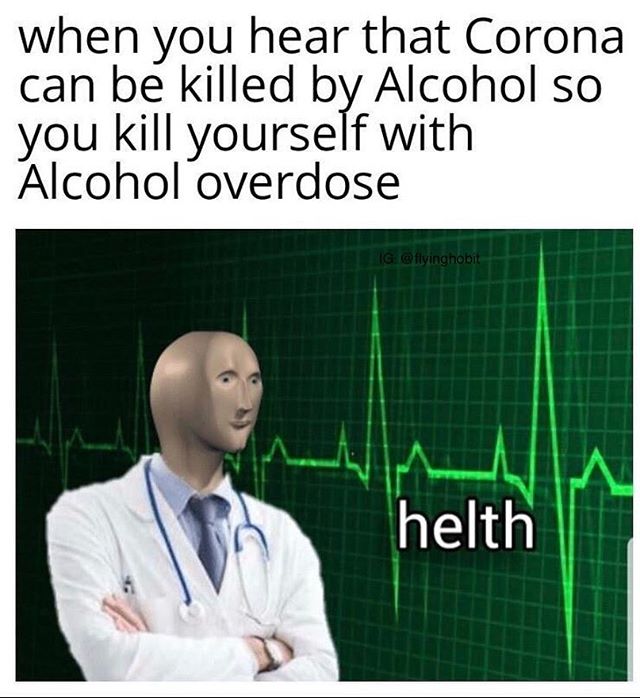 when you hear that Corona
can be killed by Alcohol so
you kill yourself with
Alcohol overdose
IG: @flyinghobit
helth